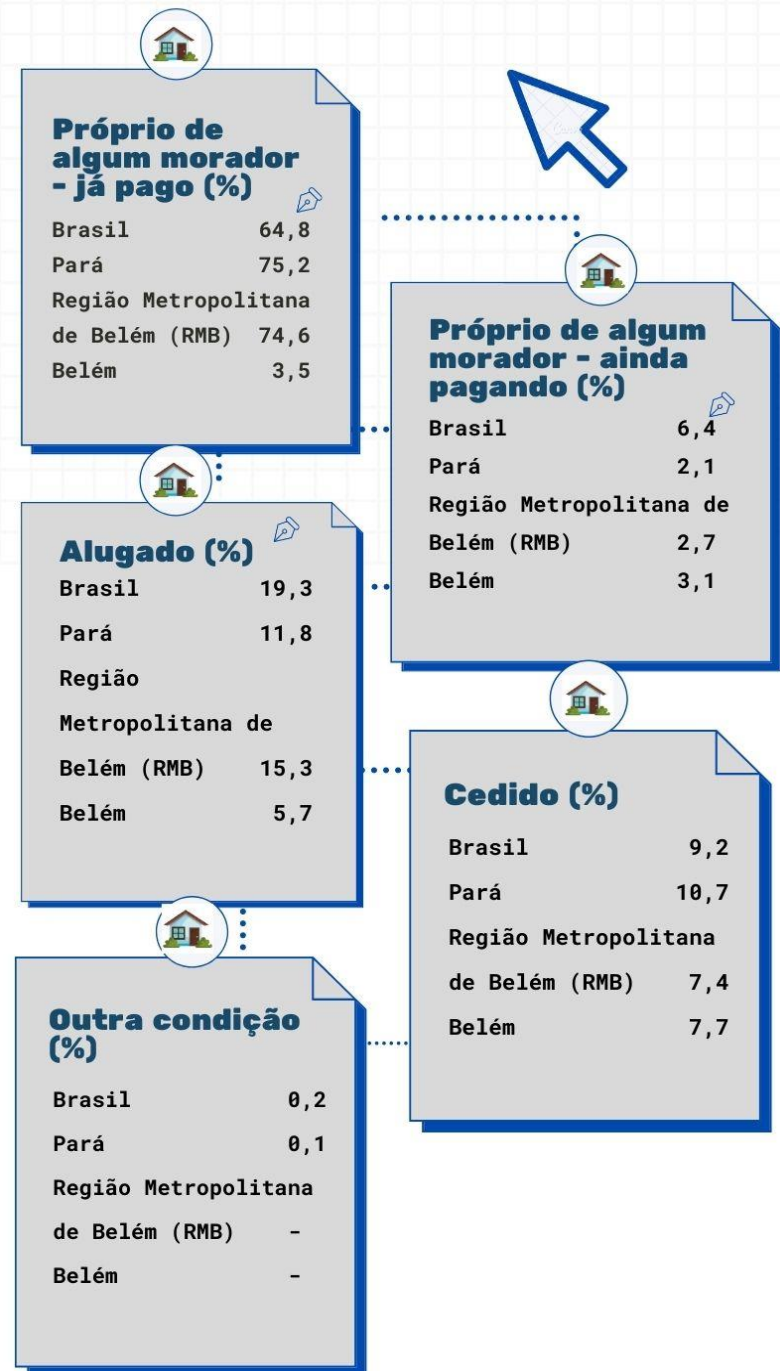 Próprio de
algum morador
- já pago (%)
Brasil 64,8
Pará 75,2
Região Metropolitana
de Belém (RMB) 74,6
Belém 3,5
Próprio de algum
morador - ainda
pagando (%)
Brasil 6,4
Pará 2,1
Região Metropolitana de
Belém (RMB) 2,7
Belém 3,1
Alugado (%)
Brasil 19,3
Pará 11,8
Região
Metropolitana de
Belém (RMB) 15,3
Belém 5,7
Cedido (%)
Brasil 9,2
Pará 10,7
Região Metropolitana
de Belém (RMB) 7,4
Belém 7,7
Outra condição
(%)
Brasil 0,2
Pará 0,1
Região Metropolitana
de Belém (RMB) -
Belém -